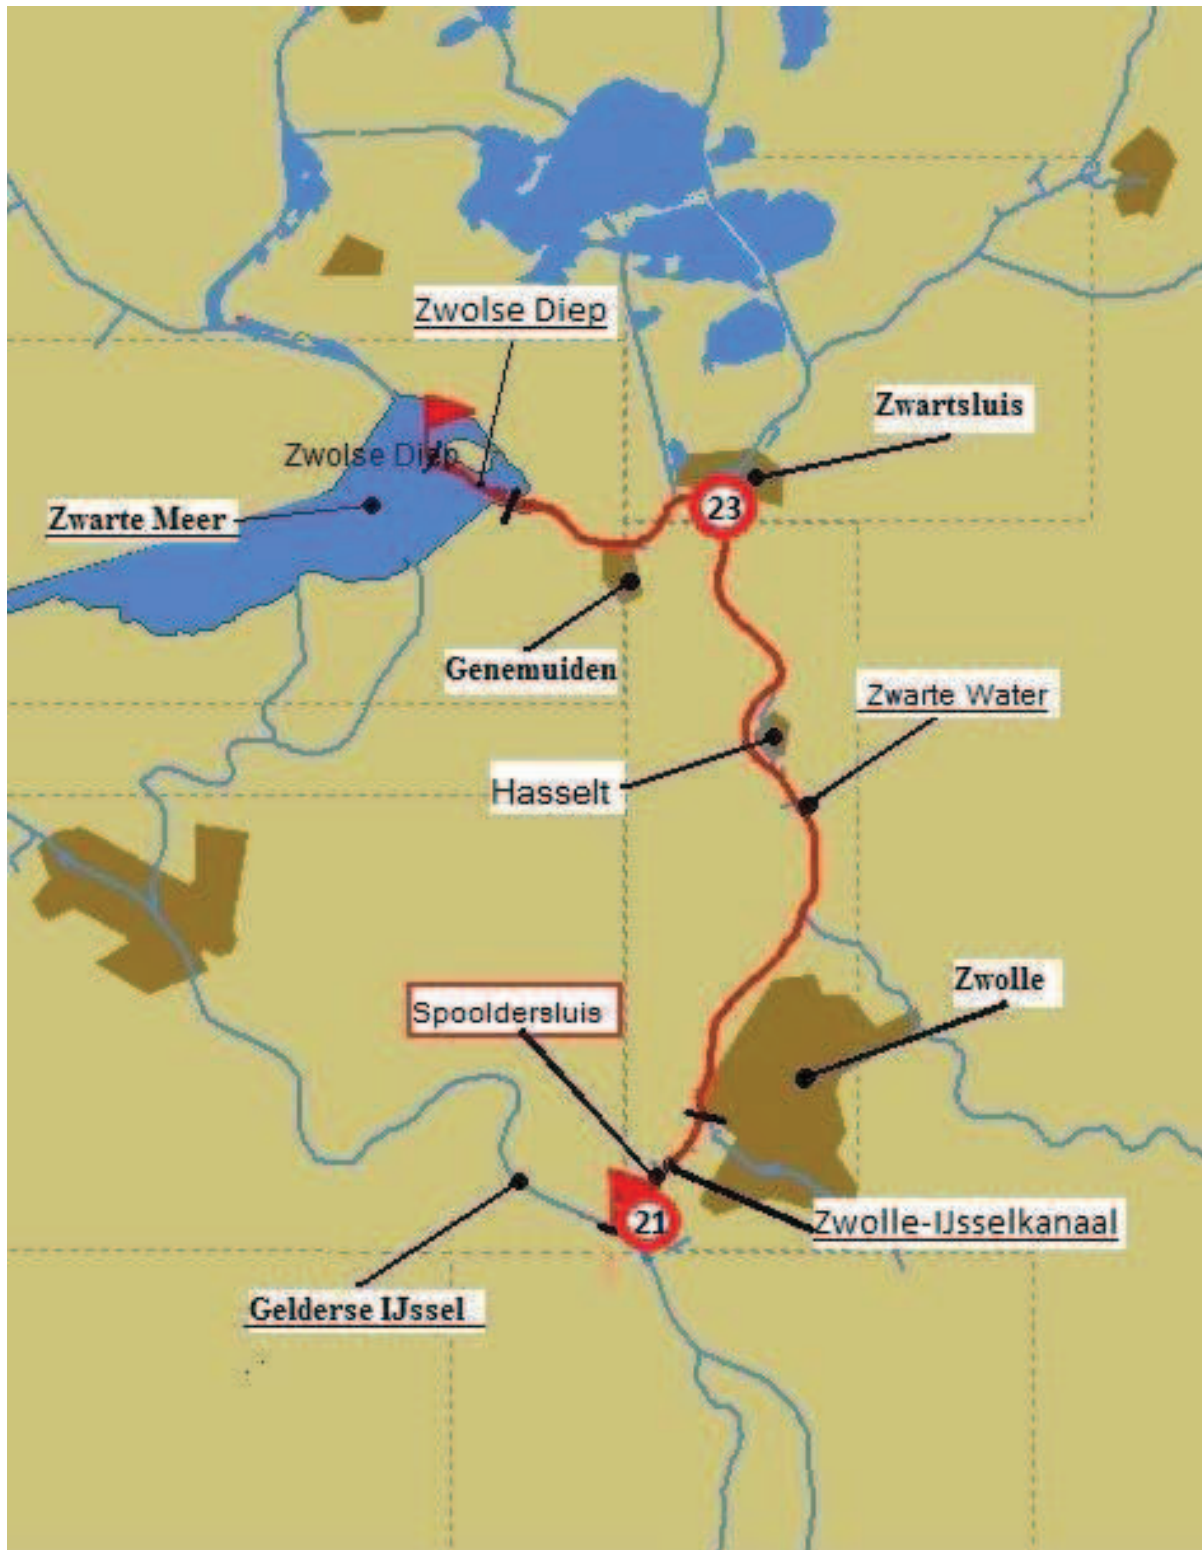 Zwolse Diep
Zwartsluis
Zwolse Diep
Zwarte Meer
23
Genemuiden
Zwarte Water
Hasselt
Zwolle
Spooldersluis
21
Zwolle-IJsselkanaal
Gelderse IJssel